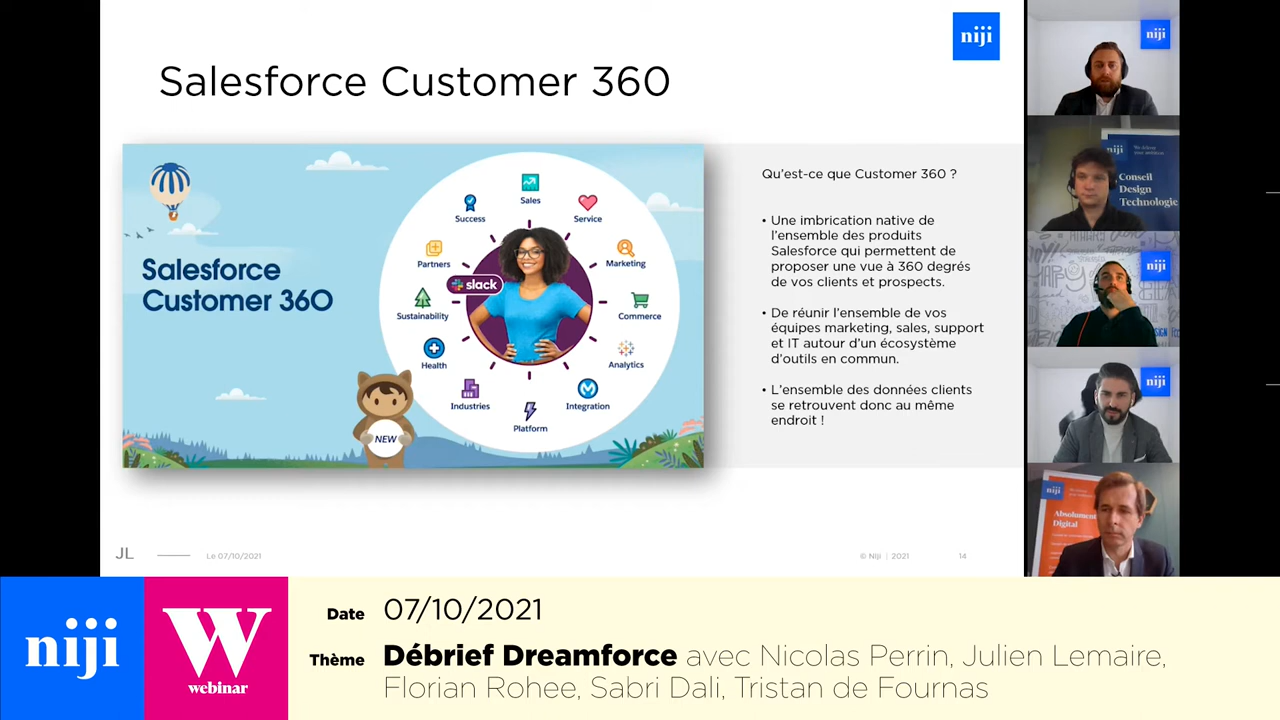 niji
Salesforce Customer 360
Salesforce
Customer 360
Sales
Service
Marketing
Commerce
Analytics
Integration
Platform
Industries
Health
Sustainability
Partners
Success
slack
NEW
Qu'est-ce que Customer 360 ?
• Une imbrication native de
l'ensemble des produits
Salesforce qui permettent de
proposer une vue à 360 degrés
de vos clients et prospects.
• De réunir l'ensemble de vos
équipes marketing, sales, support
et IT autour d'un écosystème
d'outils en commun.
• L'ensemble des données clients
se retrouvent donc au même
endroit !
JL
Le 07/10/2021
© Niji | 2021
14
niji
niji
Conseil
Design
Technologie
niji
niji
niji
Absolument
Digital
niji
W
webinar
Date 07/10/2021
Thème Débrief Dreamforce avec Nicolas Perrin, Julien Lemaire,
Florian Rohee, Sabri Dali, Tristan de Fournas